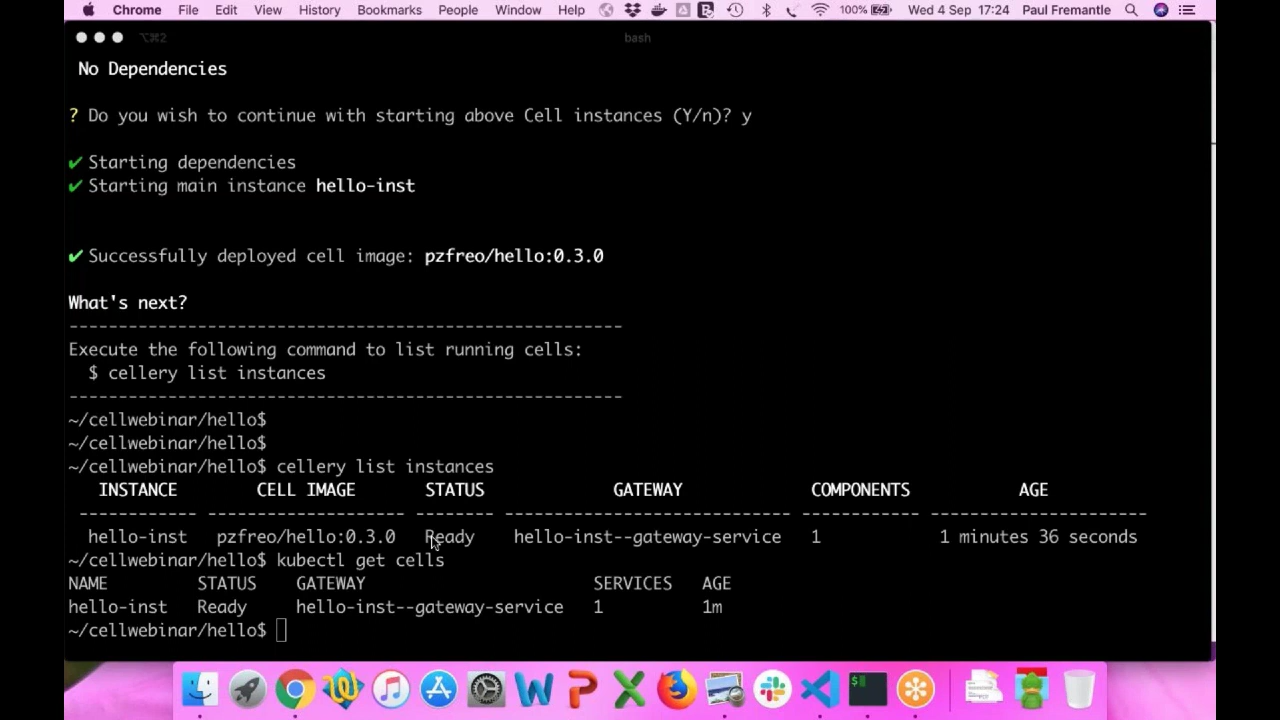 Chrome File Edit View History Bookmarks People Window Help 100% Wed 4 Sep 17:24 Paul Fremantle
⌥⌘2 bash
No Dependencies
? Do you wish to continue with starting above Cell instances (Y/n)? y
✔ Starting dependencies
✔ Starting main instance hello-inst
✔ Successfully deployed cell image: pzfreo/hello:0.3.0
What's next?
--------------------------------------------------------
Execute the following command to list running cells:
$ cellery list instances
--------------------------------------------------------
~/cellwebinar/hello$
~/cellwebinar/hello$
~/cellwebinar/hello$ cellery list instances
INSTANCE CELL IMAGE STATUS GATEWAY COMPONENTS AGE
------------ -------------------- -------- ----------------------------- ------------ ----------------------
hello-inst pzfreo/hello:0.3.0 Ready hello-inst--gateway-service 1 1 minutes 36 seconds
~/cellwebinar/hello$ kubectl get cells
NAME STATUS GATEWAY SERVICES AGE
hello-inst Ready hello-inst--gateway-service 1 1m
~/cellwebinar/hello$